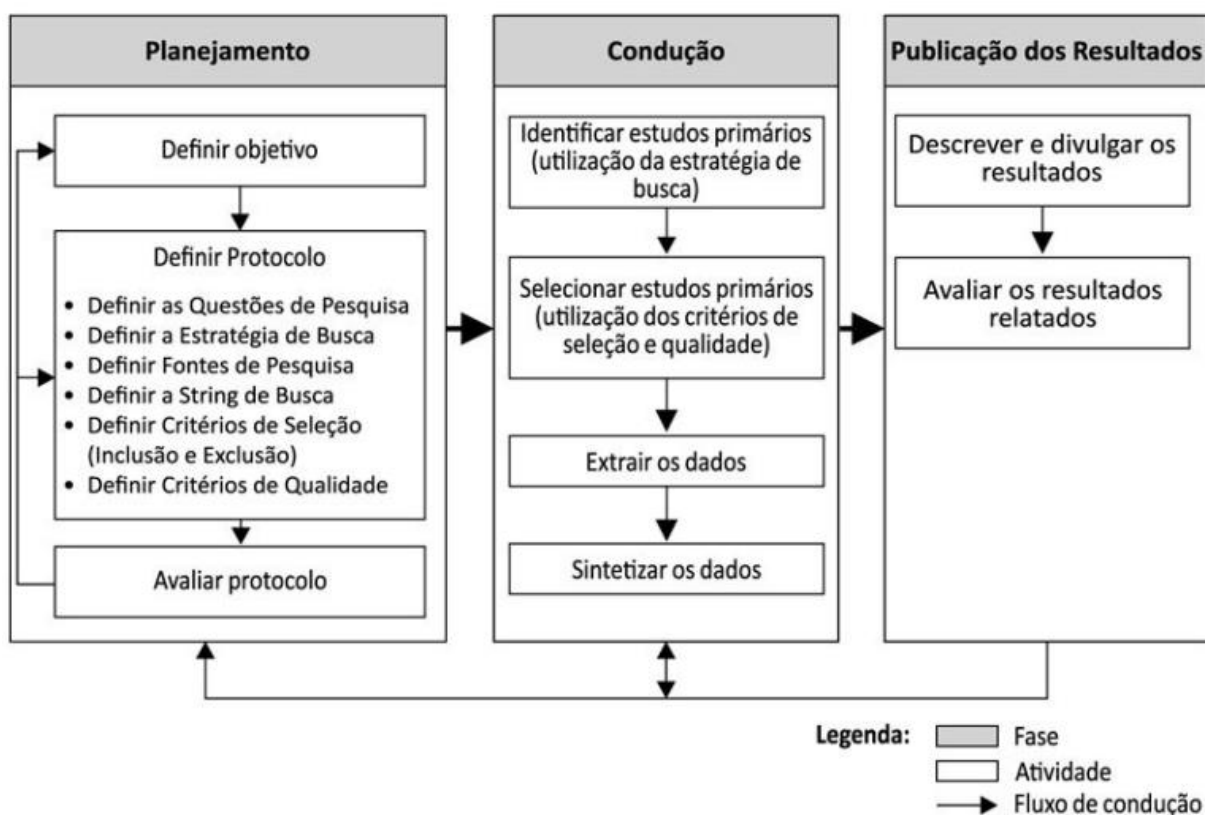 Planejamento
Definir objetivo
Definir Protocolo
• Definir as Questões de Pesquisa
• Definir a Estratégia de Busca
• Definir Fontes de Pesquisa
• Definir a String de Busca
• Definir Critérios de Seleção
(Inclusão e Exclusão)
• Definir Critérios de Qualidade
Avaliar protocolo
Condução
Identificar estudos primários
(utilização da estratégia de
busca)
Selecionar estudos primários
(utilização dos critérios de
seleção e qualidade)
Extrair os dados
Sintetizar os dados
Publicação dos Resultados
Descrever e divulgar os
resultados
Avaliar os resultados
relatados
Legenda:
Fase
Atividade
Fluxo de condução